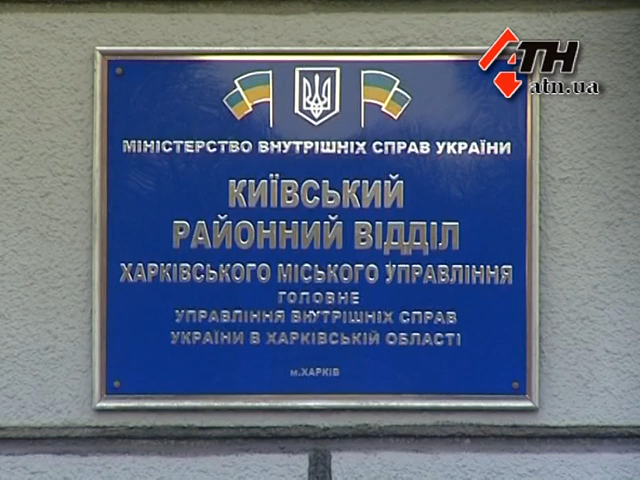 АТН
atn.ua
МІНІСТЕРСТВО ВНУТРІШНІХ СПРАВ УКРАЇНИ
КИЇВСЬКИЙ
РАЙОННИЙ ВІДДІЛ
ХАРКІВСЬКОГО МІСЬКОГО УПРАВЛІННЯ
ГОЛОВНЕ
УПРАВЛІННЯ ВНУТРІШНІХ СПРАВ
УКРАЇНИ В ХАРКІВСЬКІЙ ОБЛАСТІ
м.ХАРКІВ